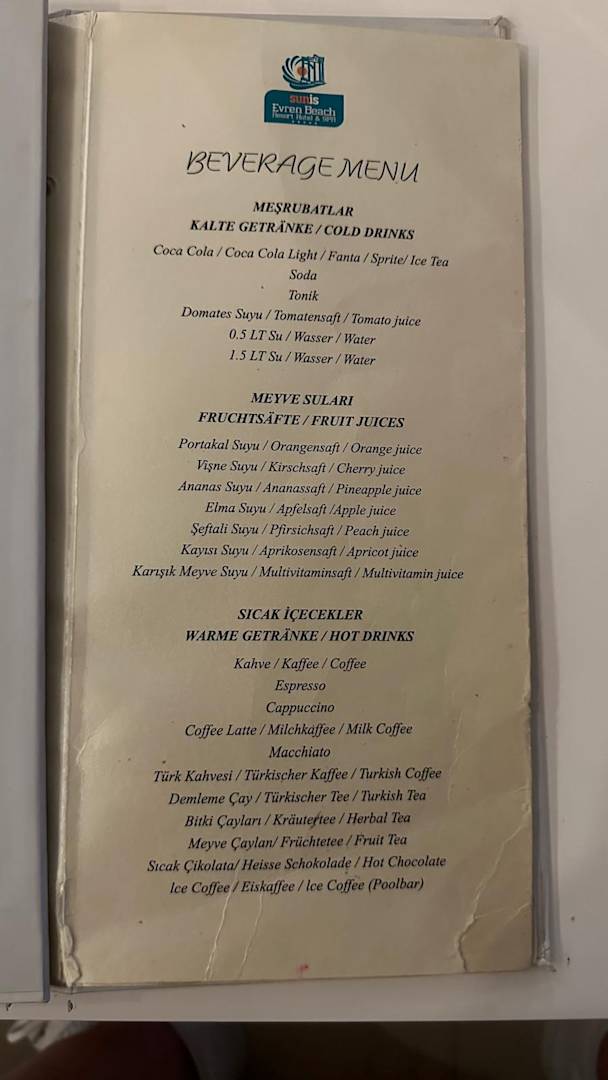 sunis
Evren Beach
Resort Hotel & SPA
BEVERAGE MENU
MEŞRUBATLAR
KALTE GETRÄNKE / COLD DRINKS
Coca Cola / Coca Cola Light / Fanta / Sprite/ Ice Tea
Soda
Tonik
Domates Suyu / Tomatensaft / Tomato juice
0.5 LT Su / Wasser / Water
1.5 LT Su / Wasser / Water
MEYVE SULARI
FRUCHTSÄFTE / FRUIT JUICES
Portakal Suyu / Orangensaft / Orange juice
Vişne Suyu / Kirschsaft / Cherry juice
Ananas Suyu / Ananassaft / Pineapple juice
Elma Suyu / Apfelsaft /Apple juice
Şeftali Suyu / Pfirsichsaft / Peach juice
Kayısı Suyu / Aprikosensaft / Apricot juice
Karışık Meyve Suyu / Multivitaminsaft / Multivitamin juice
SICAK İÇECEKLER
WARME GETRÄNKE / HOT DRINKS
Kahve / Kaffee / Coffee
Espresso
Cappuccino
Coffee Latte / Milchkaffee / Milk Coffee
Macchiato
Türk Kahvesi / Türkischer Kaffee / Turkish Coffee
Demleme Çay / Türkischer Tee / Turkish Tea
Bitki Çayları / Kräutertee / Herbal Tea
Meyve Çaylan/ Früchtetee / Fruit Tea
Sıcak Çikolata/ Heisse Schokolade / Hot Chocolate
Ice Coffee / Eiskaffee / Ice Coffee (Poolbar)